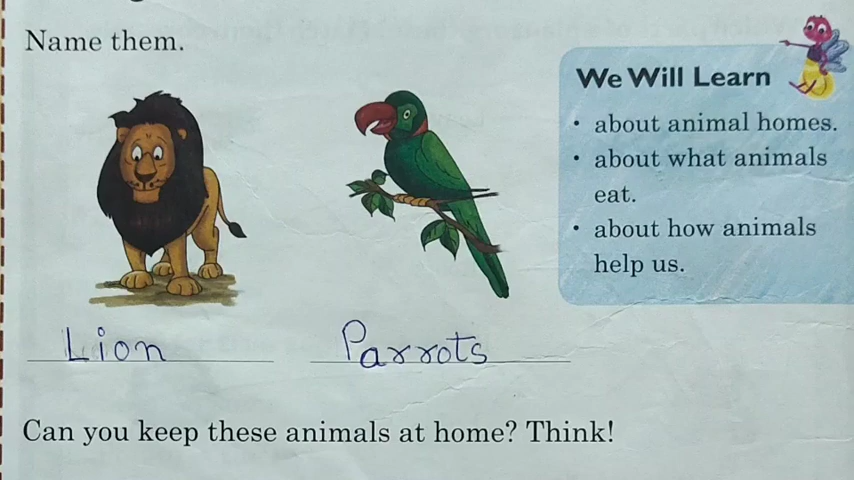 Name them.
We Will Learn
• about animal homes.
• about what animals
eat.
• about how animals
help us.
Lion
Parrots
Can you keep these animals at home? Think!